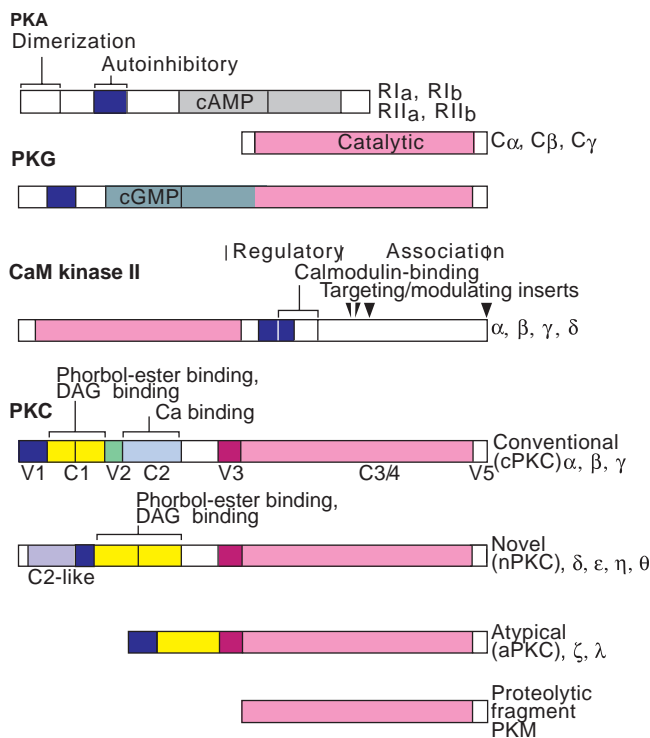 PKA
Dimerization
Autoinhibitory
cAMP
RIa, RIb
RIIa, RIIb
Catalytic
Cα, Cβ, Cγ
PKG
cGMP
Regulatory Association
CaM kinase II
Calmodulin-binding
Targeting/modulating inserts
α, β, γ, δ
Phorbol-ester binding,
DAG binding
PKC
Ca binding
Conventional
(cPKC)α, β, γ
V1 C1 V2 C2 V3 C3/4 V5
Phorbol-ester binding,
DAG binding
Novel
(nPKC), δ, ε, η, θ
C2-like
Atypical
(aPKC), ζ, λ
Proteolytic
fragment
PKM